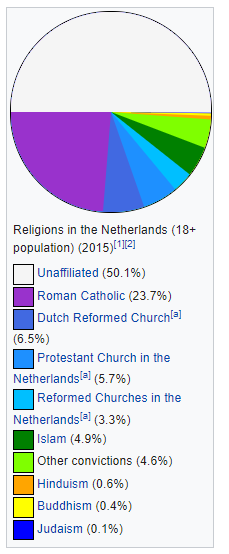 Religions in the Netherlands (18+
population) (2015)[1][2]
Unaffiliated (50.1%)
Roman Catholic (23.7%)
Dutch Reformed Church[a]
(6.5%)
Protestant Church in the
Netherlands[a] (5.7%)
Reformed Churches in the
Netherlands[a] (3.3%)
Islam (4.9%)
Other convictions (4.6%)
Hinduism (0.6%)
Buddhism (0.4%)
Judaism (0.1%)